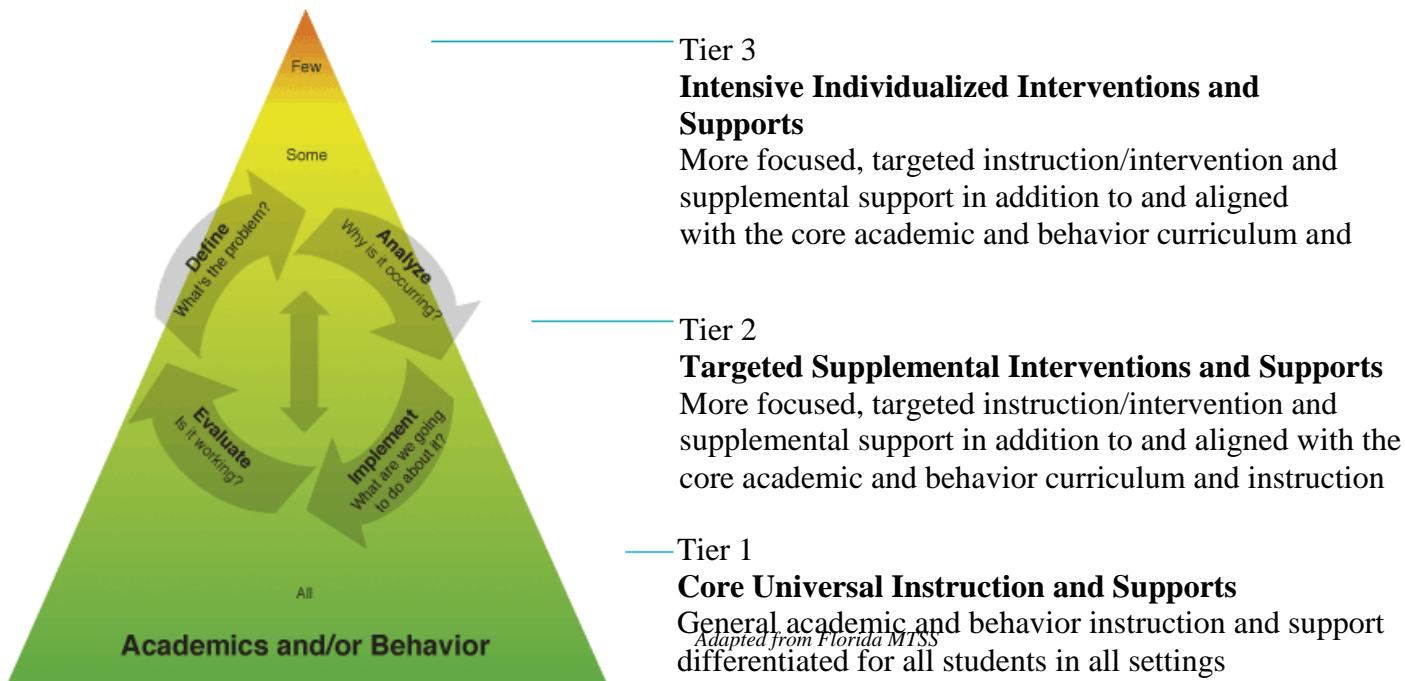 Few
Some
Define
What's the problem?
Analyze
Why is it occurring?
Implement
What are we going
to do about it?
Evaluate
Is it working?
All
Academics and/or Behavior
Tier 3
Intensive Individualized Interventions and
Supports
More focused, targeted instruction/intervention and
supplemental support in addition to and aligned
with the core academic and behavior curriculum and
Tier 2
Targeted Supplemental Interventions and Supports
More focused, targeted instruction/intervention and
supplemental support in addition to and aligned with the
core academic and behavior curriculum and instruction
Tier 1
Core Universal Instruction and Supports
General academic and behavior instruction and support
Adapted from Florida MTSS
differentiated for all students in all settings